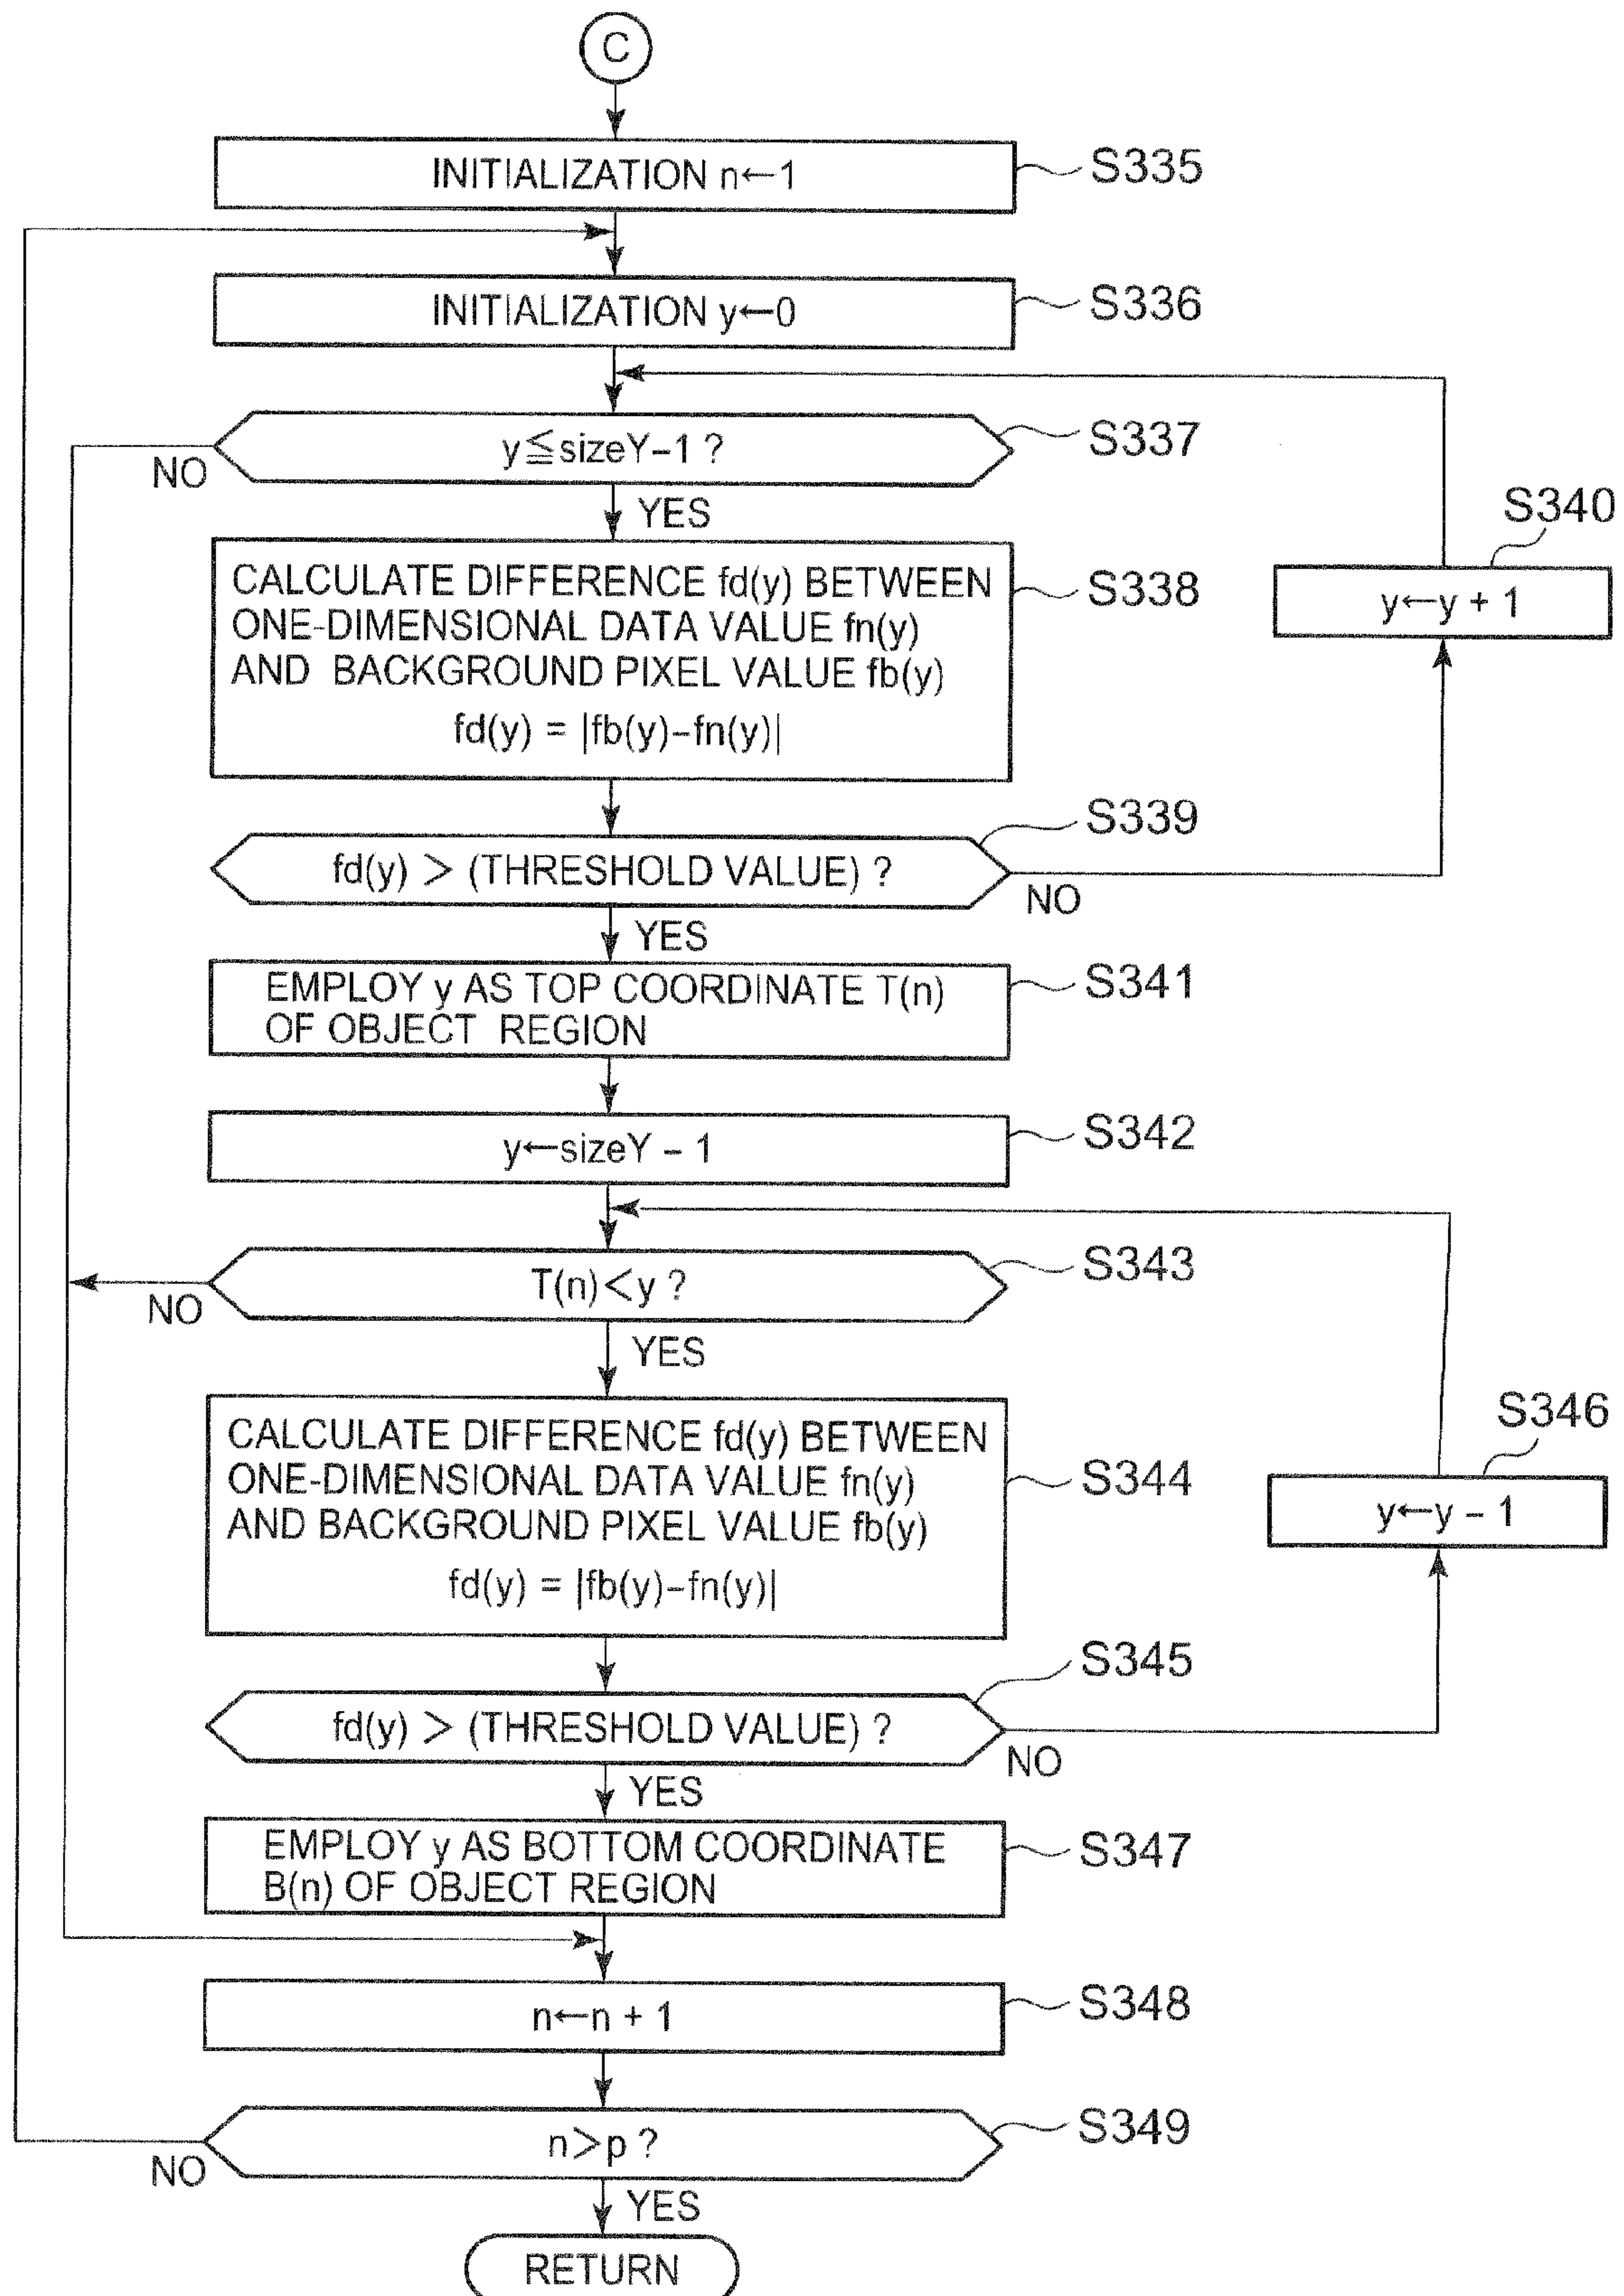 C
INITIALIZATION n←1
S335
INITIALIZATION y←0
S336
y≦sizeY−1 ?
S337
NO
YES
S340
y←y + 1
CALCULATE DIFFERENCE fd(y) BETWEEN
ONE-DIMENSIONAL DATA VALUE fn(y)
AND BACKGROUND PIXEL VALUE fb(y)
fd(y) = |fb(y)−fn(y)|
S338
S339
fd(y) > (THRESHOLD VALUE) ?
NO
YES
EMPLOY y AS TOP COORDINATE T(n)
OF OBJECT REGION
S341
y←sizeY − 1
S342
T(n)<y ?
S343
NO
YES
CALCULATE DIFFERENCE fd(y) BETWEEN
ONE-DIMENSIONAL DATA VALUE fn(y)
AND BACKGROUND PIXEL VALUE fb(y)
fd(y) = |fb(y)−fn(y)|
S344
S346
y←y − 1
S345
fd(y) > (THRESHOLD VALUE) ?
NO
YES
EMPLOY y AS BOTTOM COORDINATE
B(n) OF OBJECT REGION
S347
n←n + 1
S348
n>p ?
S349
NO
YES
RETURN